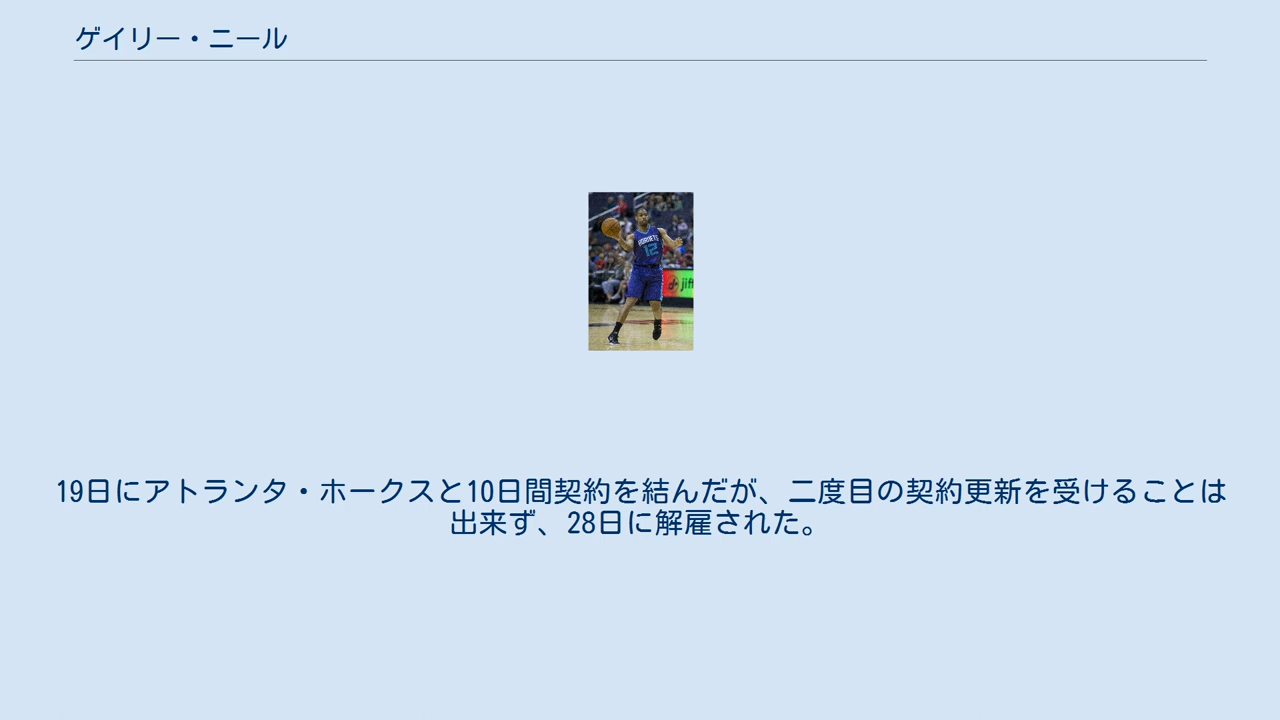 ゲイリー・ニール
HORNETS
12
jiff
19日にアトランタ・ホークスと10日間契約を結んだが、二度目の契約更新を受けることは
出来ず、28日に解雇された。